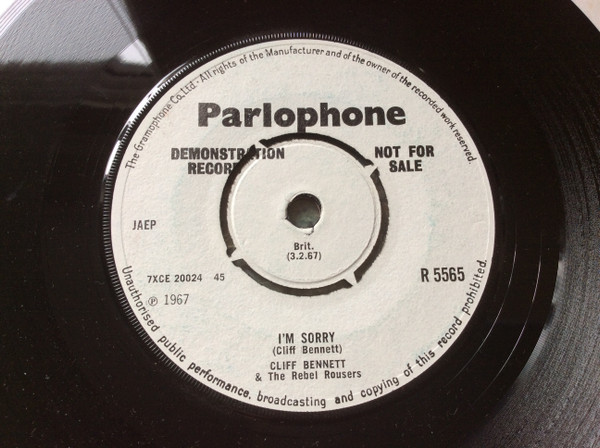 The Gramophone Co. Ltd. All rights of the Manufacturer and of the owner of the recorded work reserved.
Parlophone
DEMONSTRATION
RECORD
NOT FOR
SALE
JAEP
Brit.
(3.2.67)
7XCE 20024 45
℗ 1967
R 5565
I'M SORRY
(Cliff Bennett)
CLIFF BENNETT
& The Rebel Rousers
Unauthorised public performance, broadcasting and copying of this record prohibited.